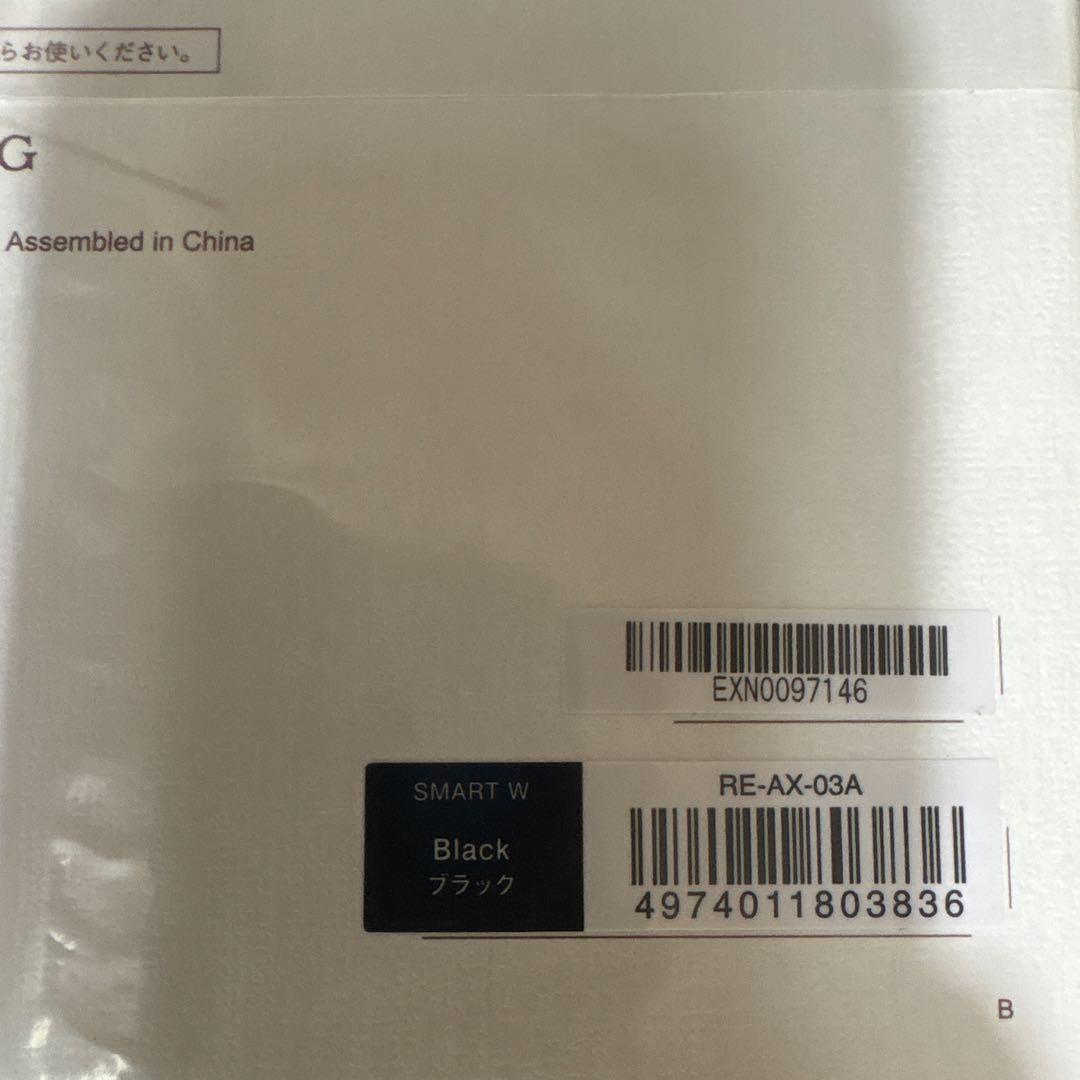 らお使いください。
G
Assembled in China
EXN0097146
SMART W
Black
ブラック
RE-AX-03A
4974011803836
B